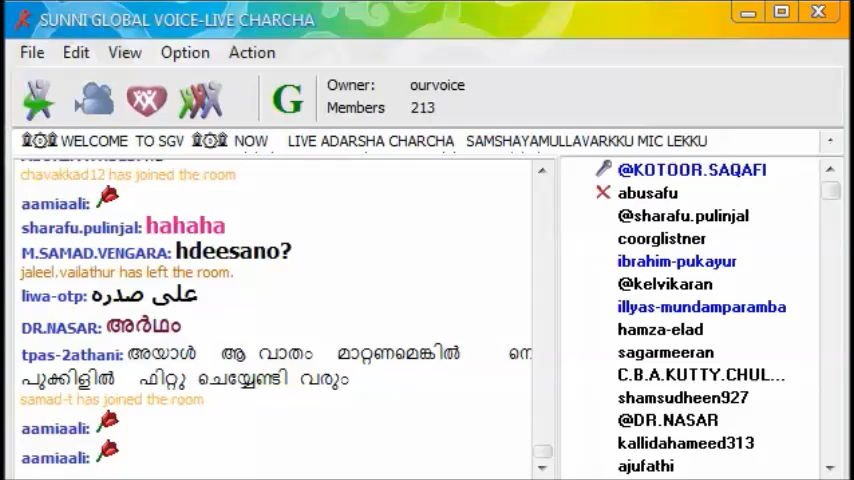 SUNNI GLOBAL VOICE-LIVE CHARCHA
File Edit View Option Action
G
Owner: ourvoice
Members 213
WELCOME TO SGV NOW LIVE ADARSHA CHARCHA SAMSHAYAMULLAVARKKU MIC LEKKU
chavakkad12 has joined the room
aamiaali:
sharafu.pulinjal: hahaha
M.SAMAD.VENGARA: hdeesano?
jaleel.vailathur has left the room.
liwa-otp: على صدره
DR.NASAR: അർഥം
tpas-2athani: അയാൾ ആ വാതം മാറ്റണമെങ്കിൽ നെ
പുക്കിളിൽ ഫിറ്റു ചെയ്യേണ്ടി വരും
samad-t has joined the room
aamiaali:
aamiaali:
@KOTOOR.SAQAFI
abusafu
@sharafu.pulinjal
coorglistner
ibrahim-pukayur
@kelvikaran
illyas-mundamparamba
hamza-elad
sagarmeeran
C.B.A.KUTTY.CHUL...
shamsudheen927
@DR.NASAR
kallidahameed313
ajufathi